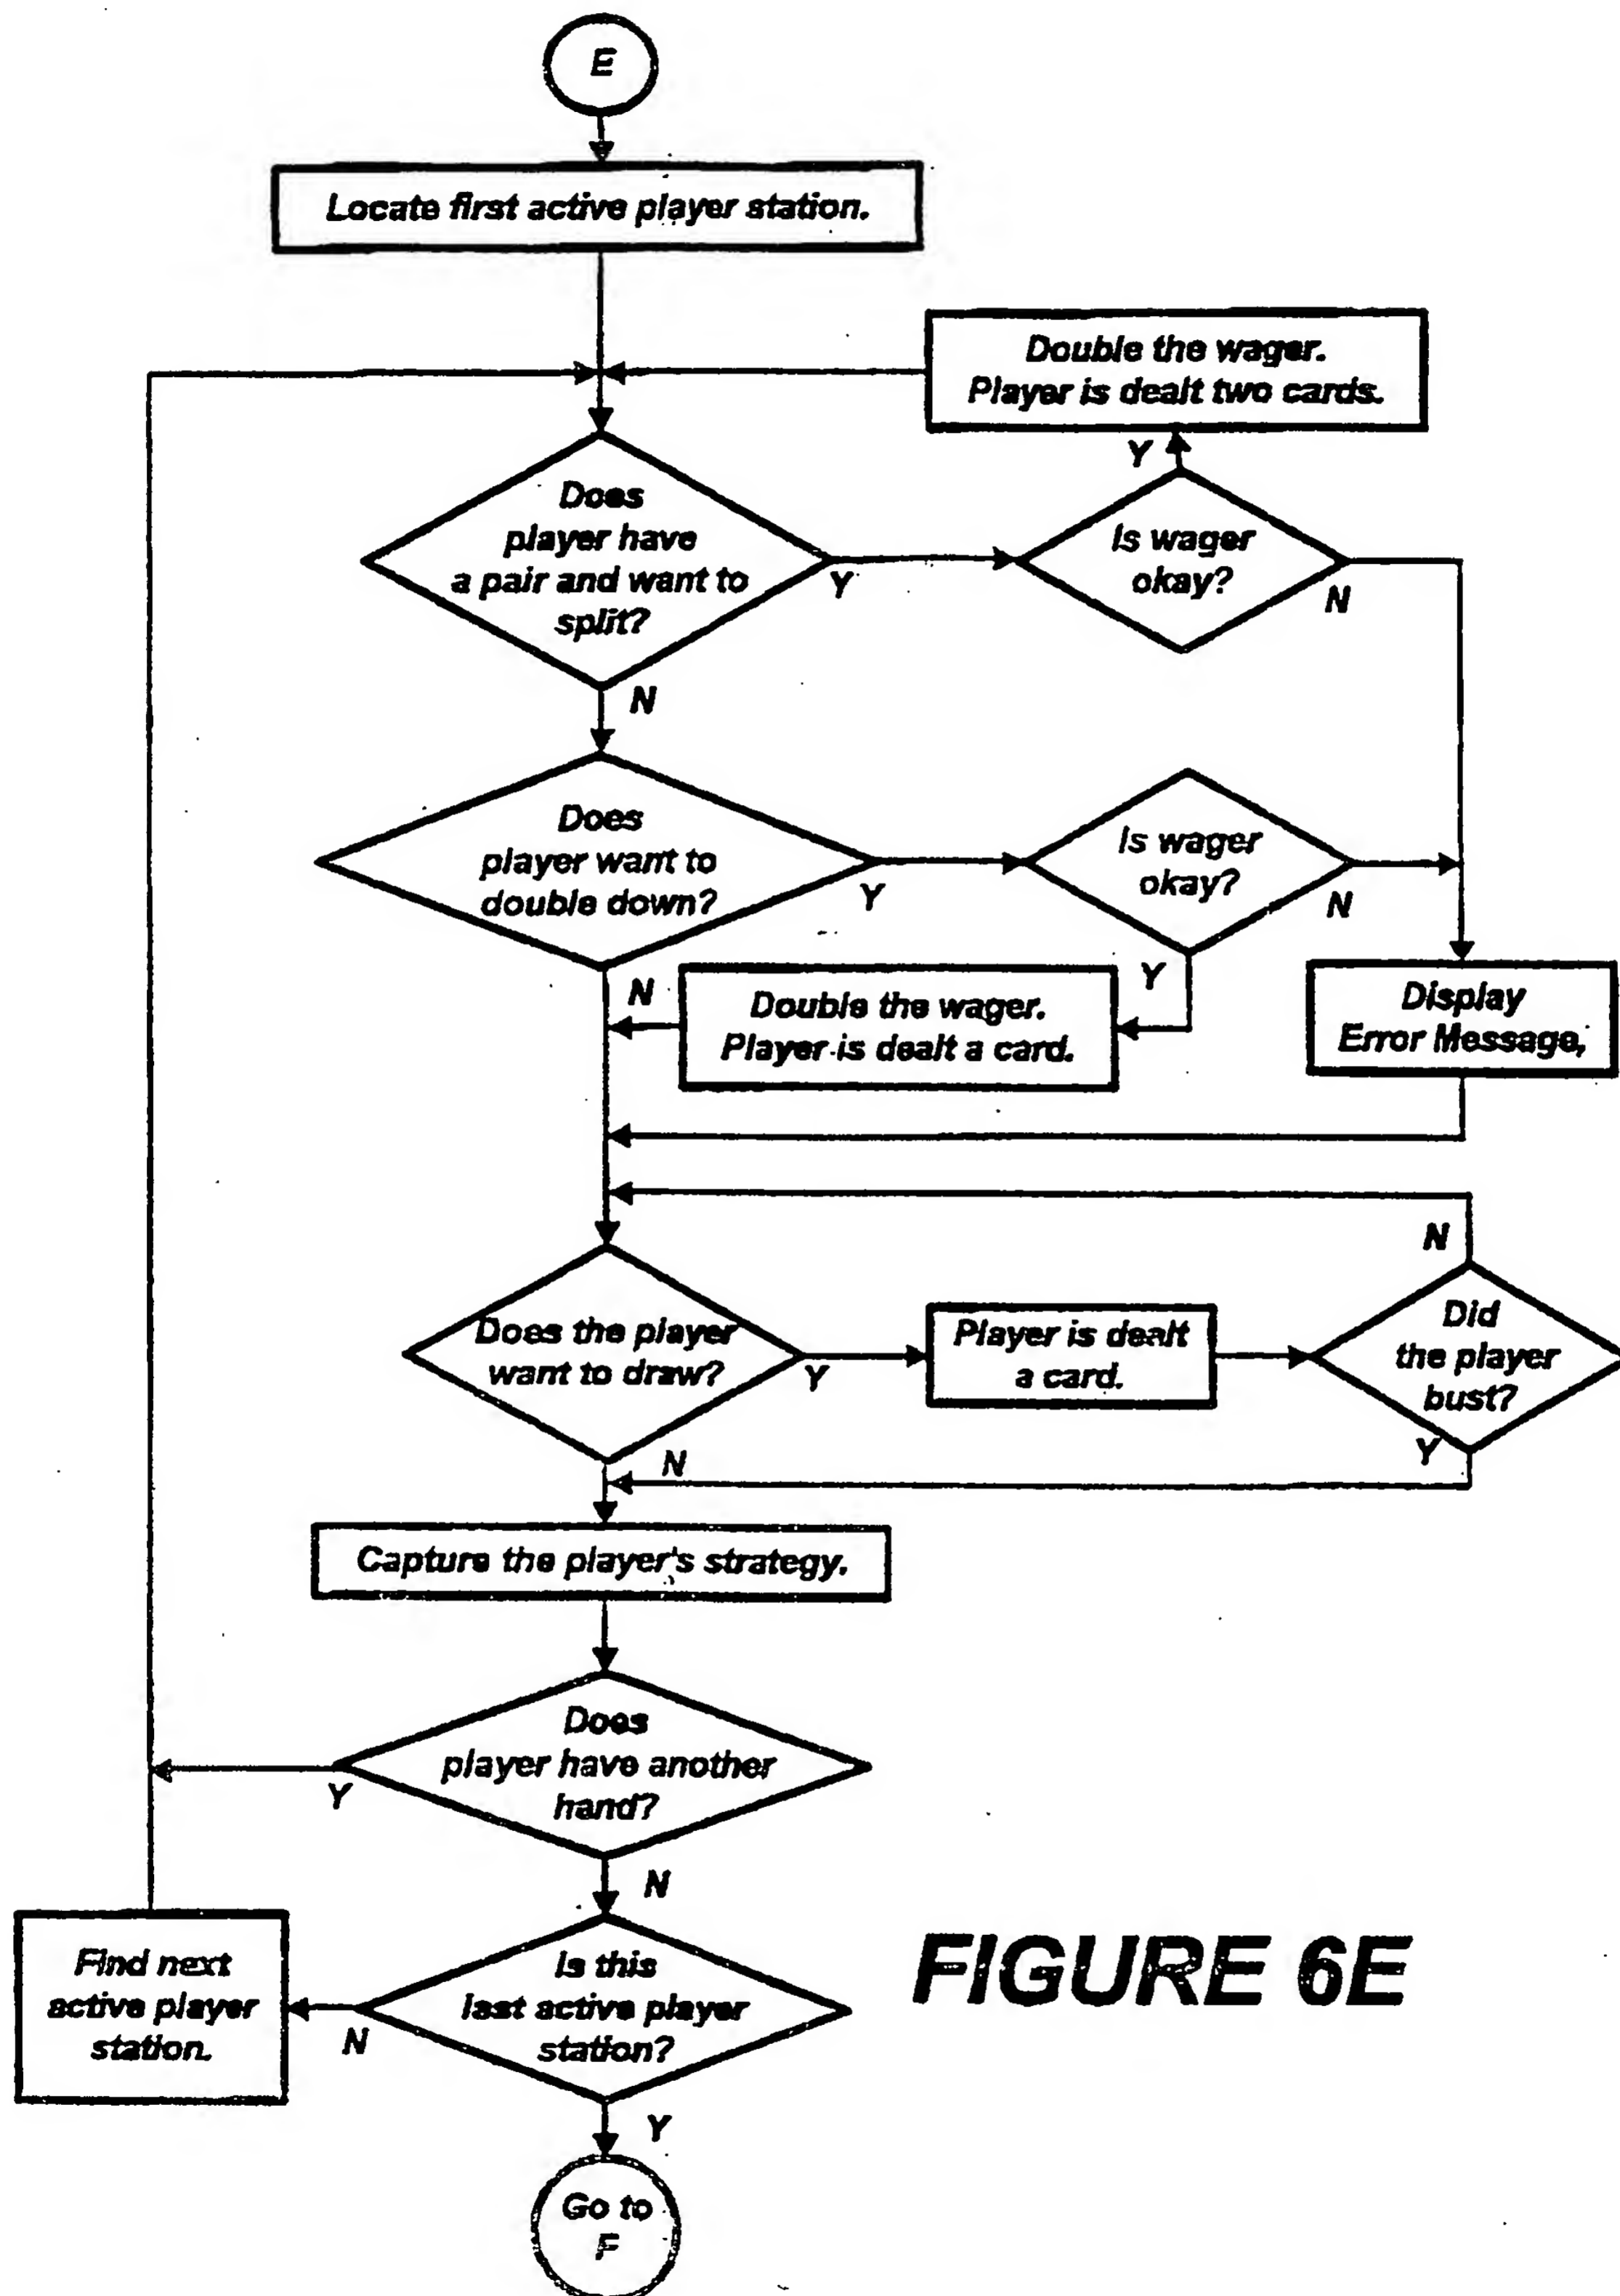 E
Locate first active player station.
Double the wager.
Player is dealt two cards.
Y
Does
player have
a pair and want to
split?
Y
Is wager
okay?
N
N
Does
player want to
double down?
Y
Is wager
okay?
N
N
Double the wager.
Player is dealt a card.
Y
Display
Error Message,
N
Does the player
want to draw?
Y
Player is dealt
a card.
Did
the player
bust?
Y
N
Capture the player's strategy.
Does
player have another
hand?
Y
N
Find next
active player
station.
N
Is this
last active player
station?
FIGURE 6E
Y
Go to
F